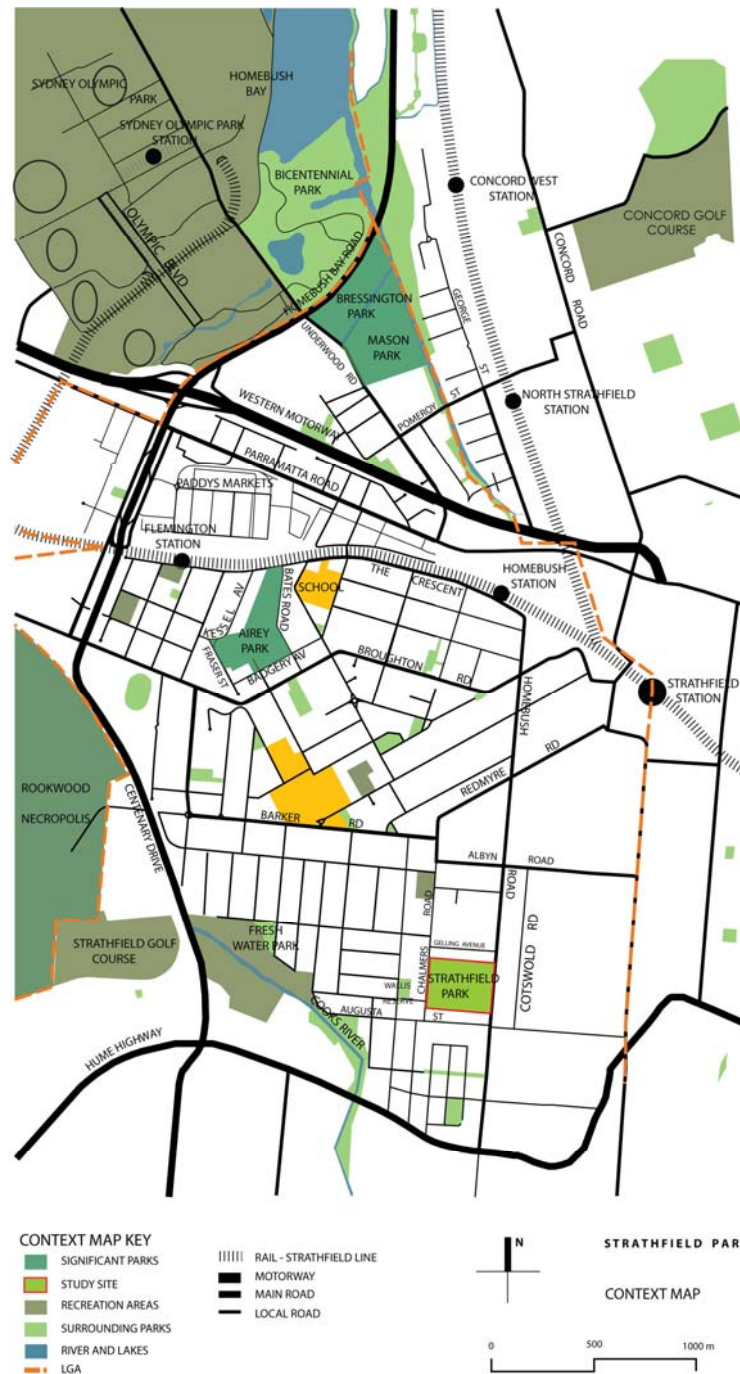 SYDNEY OLYMPIC
PARK
HOMEBUSH
BAY
SYDNEY OLYMPIC PARK
STATION
BICENTENNIAL
PARK
CONCORD WEST
STATION
CONCORD GOLF
COURSE
OLYMPIC BLVD
HOMEBUSH BAY ROAD
CONCORD ROAD
BRESSINGTON
PARK
MASON
PARK
GEORGE ST
UNDERWOOD RD
NORTH STRATHFIELD
STATION
POMEROY ST
WESTERN MOTORWAY
PARRAMATTA ROAD
PADDYS MARKETS
FLEMINGTON
STATION
HOMEBUSH
STATION
THE CRESCENT
SCHOOL
KESSEL AV
BATES ROAD
AIREY
PARK
FRASER ST
BADGERY AV
BROUGHTON RD
STRATHFIELD
STATION
HOMEBUSH ROAD
REDMYRE RD
ROOKWOOD
NECROPOLIS
CENTENARY DRIVE
BARKER RD
ALBYN ROAD
CHALMERS ROAD
COTSWOLD RD
STRATHFIELD GOLF
COURSE
FRESH
WATER PARK
GELLING AVENUE
STRATHFIELD
PARK
WALLIS
RESERVE
AUGUSTA ST
COOKS RIVER
HUME HIGHWAY
CONTEXT MAP KEY
SIGNIFICANT PARKS
STUDY SITE
RECREATION AREAS
SURROUNDING PARKS
RIVER AND LAKES
LGA
RAIL - STRATHFIELD LINE
MOTORWAY
MAIN ROAD
LOCAL ROAD
N
STRATHFIELD PAR
CONTEXT MAP
0 500 1000 m